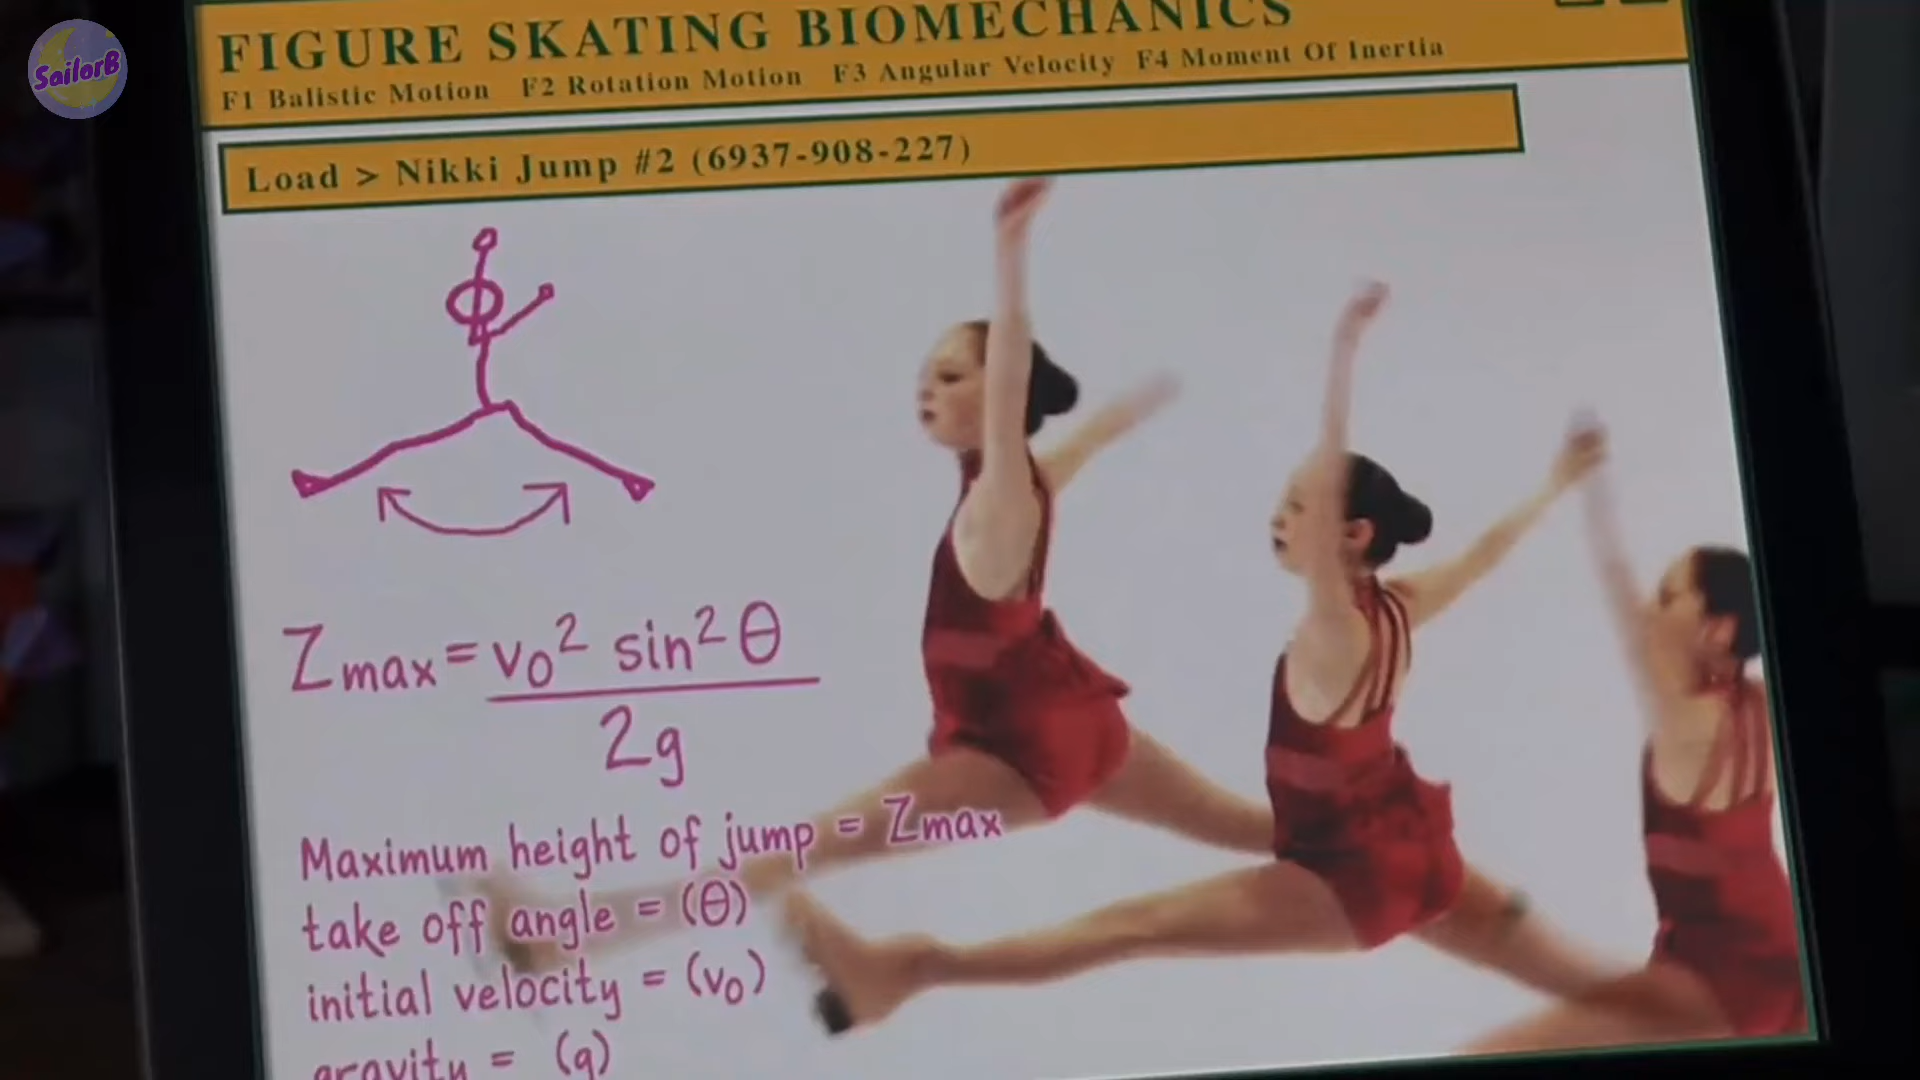 SailorB
FIGURE SKATING BIOMECHANICS
F1 Balistic Motion F2 Rotation Motion F3 Angular Velocity F4 Moment Of Inertia
Load > Nikki Jump #2 (6937-908-227)
Zmax = v₀² sin² θ
2g
Maximum height of jump = Zmax
take off angle = (θ)
initial velocity = (v₀)
gravity = (g)